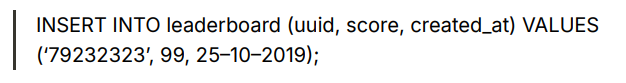 INSERT INTO leaderboard (uuid, score, created_at) VALUES
(‘79232323’, 99, 25–10–2019);